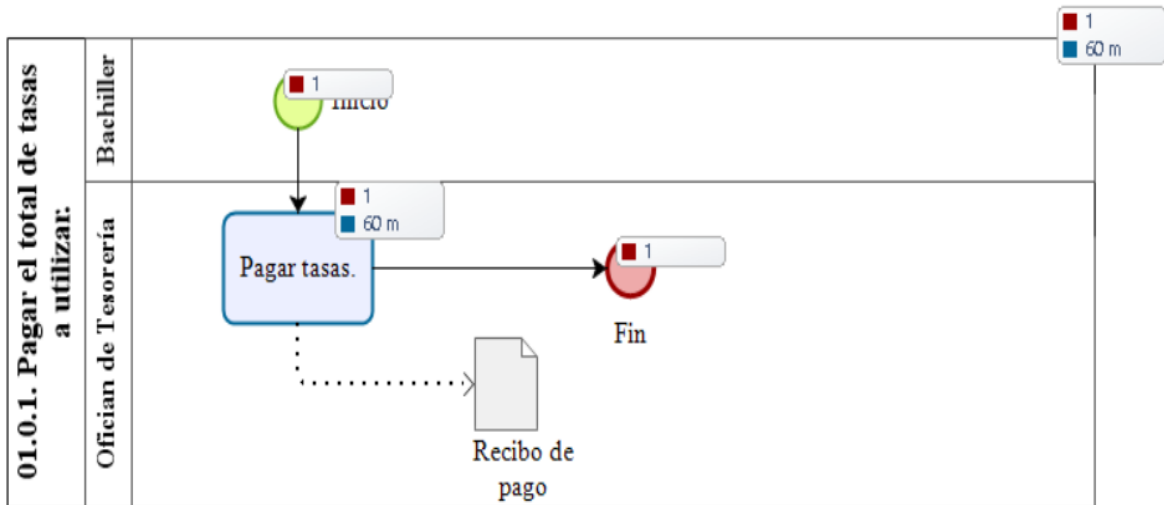 1
60 m
01.0.1. Pagar el total de tasas
a utilizar.
Bachiller
1
Inicio
Ofician de Tesorería
1
60 m
Pagar tasas.
1
Fin
Recibo de
pago